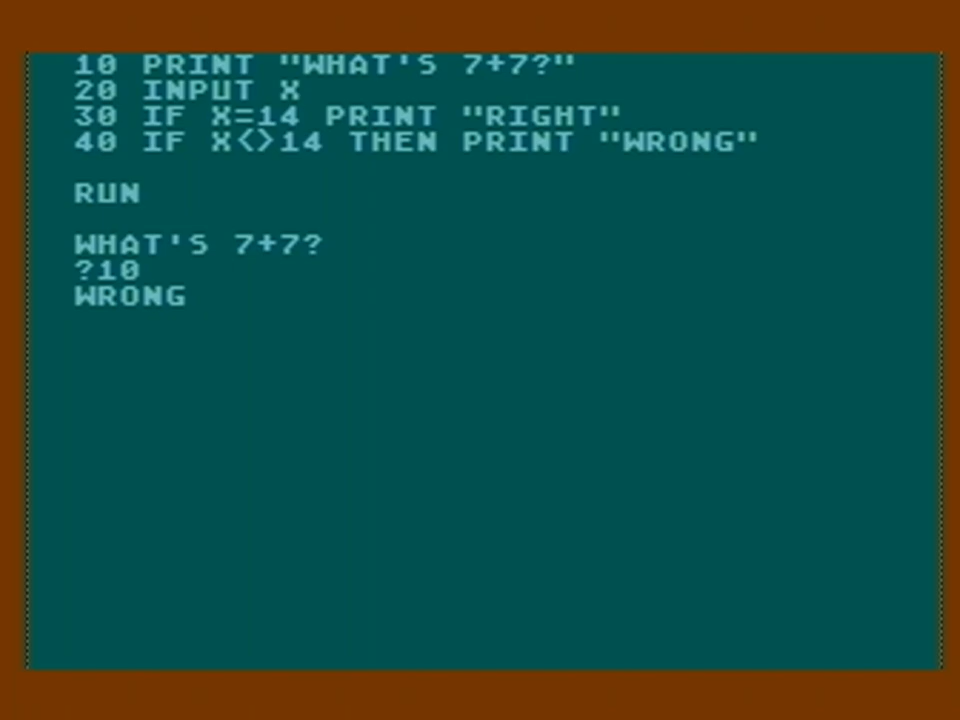 10 PRINT "WHAT'S 7+7?"
20 INPUT X
30 IF X=14 PRINT "RIGHT"
40 IF X<>14 THEN PRINT "WRONG"
RUN
WHAT'S 7+7?
?10
WRONG